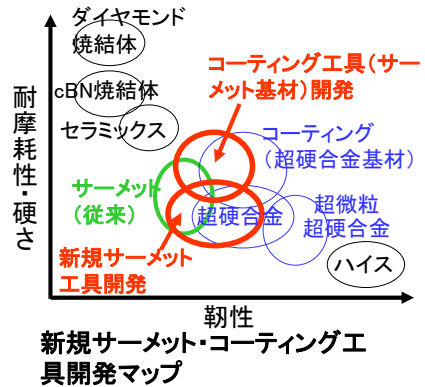 ダイヤモンド
焼結体
cBN焼結体
セラミックス
コーティング工具(サー
メット基材)開発
コーティング
(超硬合金基材)
サーメット
(従来)
超硬合金
超微粒
超硬合金
新規サーメット
工具開発
ハイス
耐摩耗性・硬さ
靭性
新規サーメット・コーティング工
具開発マップ